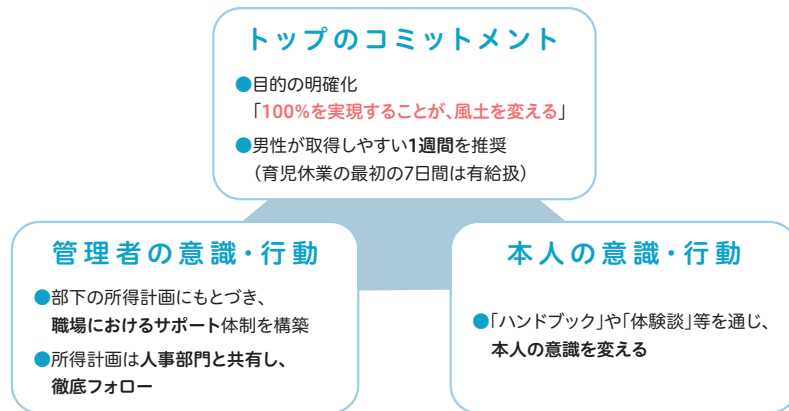 トップのコミットメント
●目的の明確化
「100%を実現することが、風土を変える」
●男性が取得しやすい1週間を推奨
（育児休業の最初の7日間は有給扱）
管理者の意識・行動
●部下の所得計画にもとづき、
職場におけるサポート体制を構築
●所得計画は人事部門と共有し、
徹底フォロー
本人の意識・行動
●「ハンドブック」や「体験談」等を通じ、
本人の意識を変える